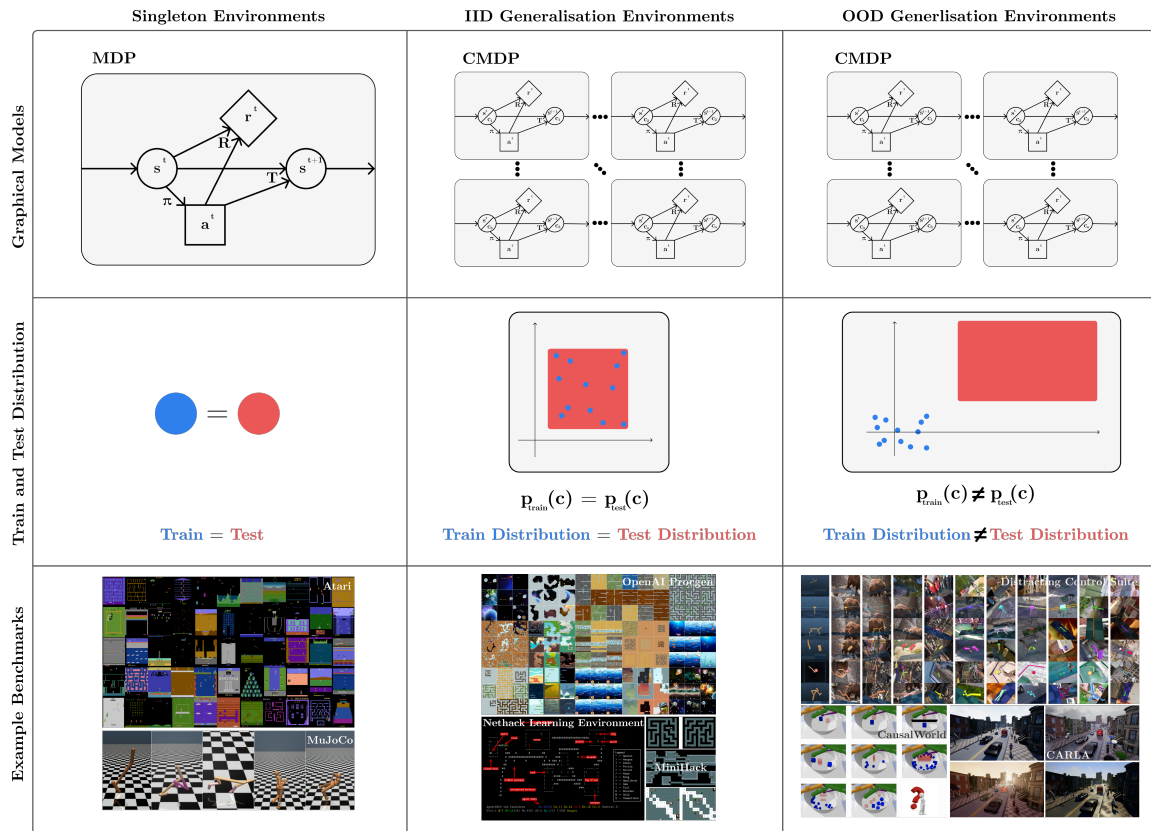 Singleton Environments
IID Generalisation Environments
OOD Generlisation Environments
Graphical Models
MDP
r t
R
s t
T
s t+1
π
a t
CMDP
r t
R
π
T
a t
r t
R
π
T
a t
r t
R
π
T
a t
r t
R
π
T
a t
CMDP
r t
R
π
T
a t
r t
R
π
T
a t
r t
R
π
T
a t
r t
R
π
T
a t
Train and Test Distribution
=
Train = Test
p_train(c) = p_test(c)
Train Distribution = Test Distribution
p_train(c) ≠ p_test(c)
Train Distribution ≠ Test Distribution
Example Benchmarks
Atari
MuJoCo
OpenAI Procgen
Nethack Learning Environment
MiniHack
Distracting Control Suite
CausalWorld
CARLA